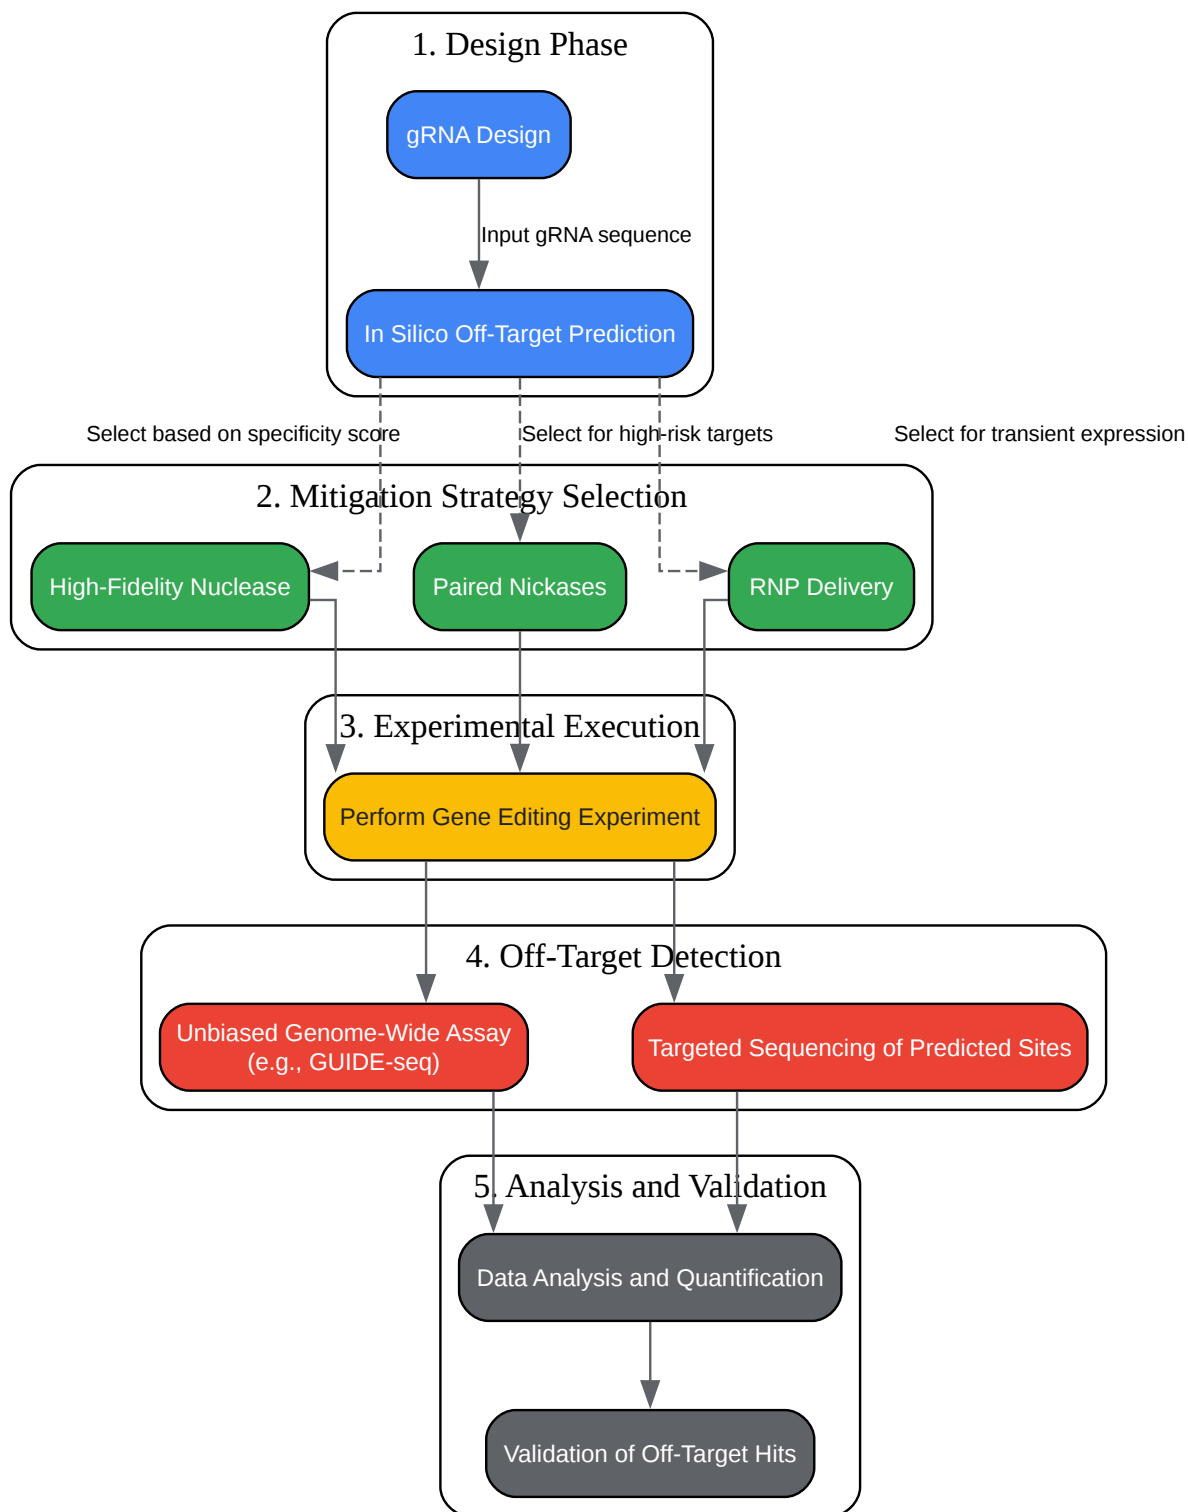 1. Design Phase
gRNA Design
Input gRNA sequence
In Silico Off-Target Prediction
Select based on specificity score
Select for high-risk targets
Select for transient expression
2. Mitigation Strategy Selection
High-Fidelity Nuclease
Paired Nickases
RNP Delivery
3. Experimental Execution
Perform Gene Editing Experiment
4. Off-Target Detection
Unbiased Genome-Wide Assay
(e.g., GUIDE-seq)
Targeted Sequencing of Predicted Sites
5. Analysis and Validation
Data Analysis and Quantification
Validation of Off-Target Hits